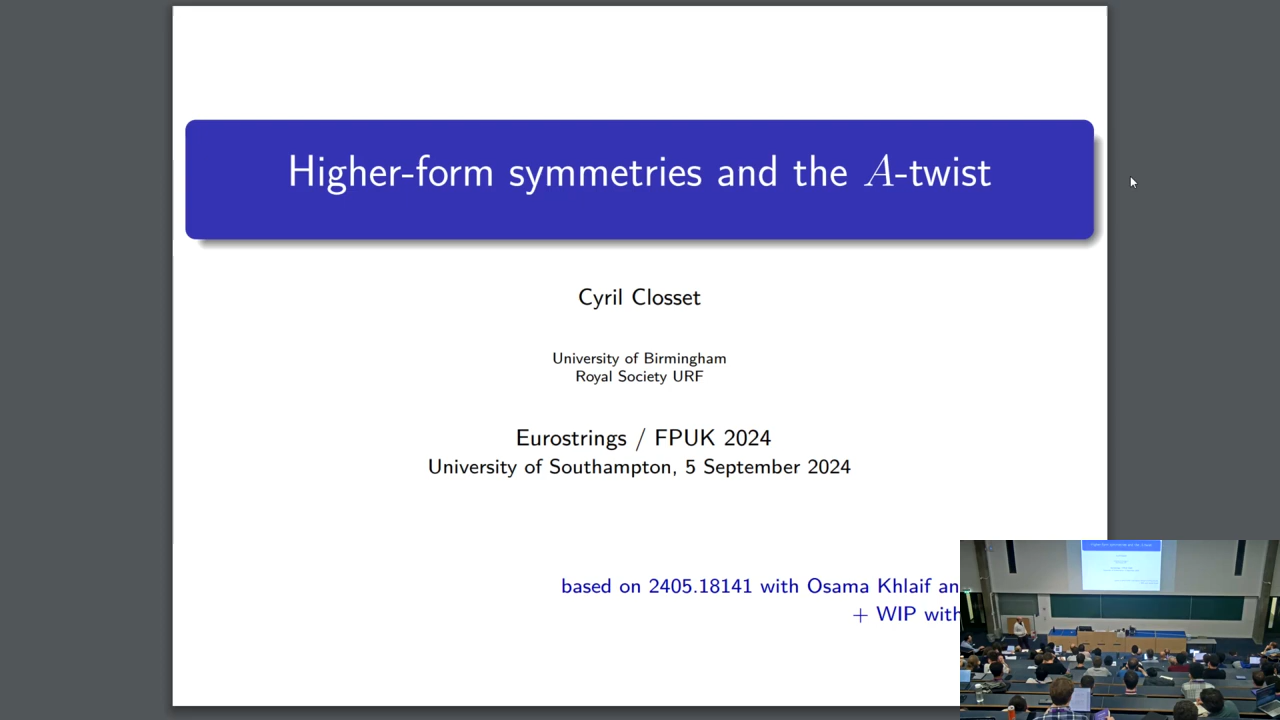 Higher-form symmetries and the A-twist
Cyril Closset
University of Birmingham
Royal Society URF
Eurostrings / FPUK 2024
University of Southampton, 5 September 2024
based on 2405.18141 with Osama Khlaif an
+ WIP with